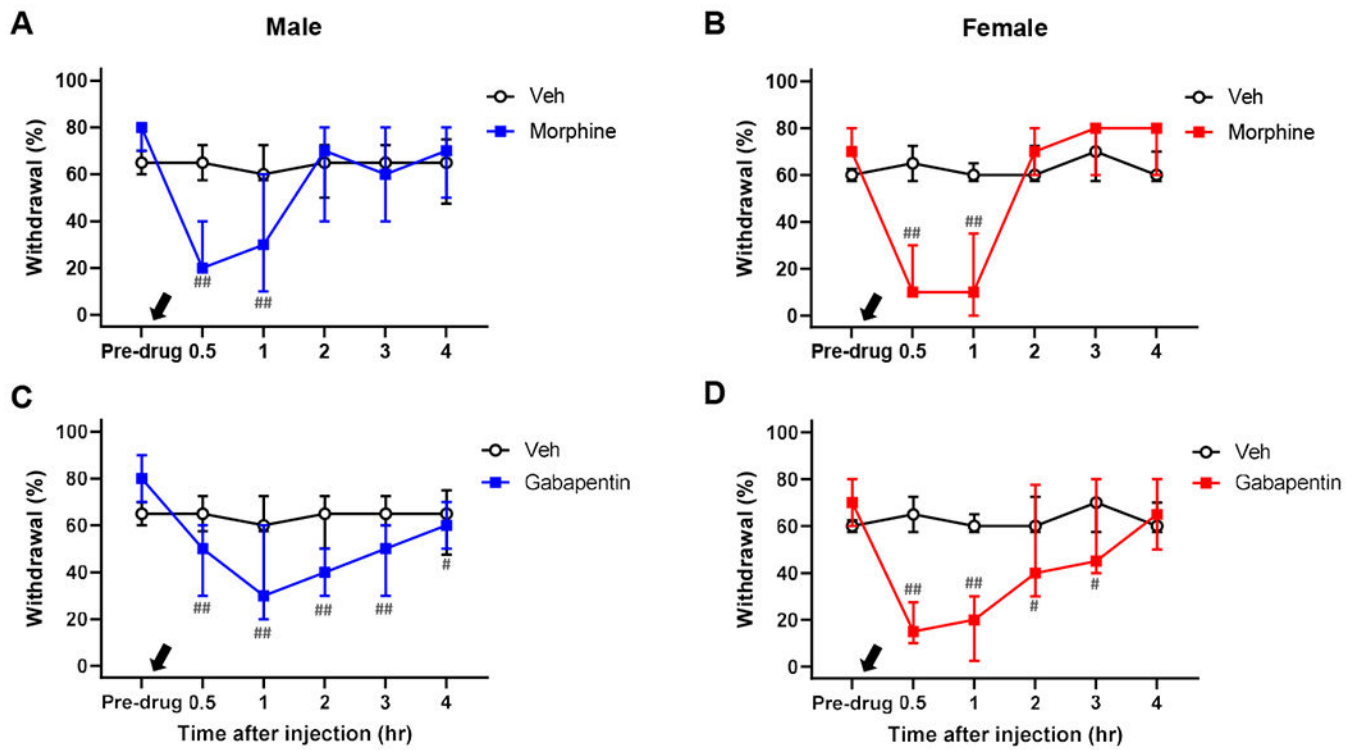 A
Male
Withdrawal (%)
100
80
60
40
20
0
Veh
Morphine
##
##
Pre-drug 0.5 1 2 3 4
B
Female
Withdrawal (%)
100
80
60
40
20
0
Veh
Morphine
##
##
Pre-drug 0.5 1 2 3 4
C
Withdrawal (%)
100
80
60
40
20
0
Veh
Gabapentin
##
##
##
##
#
Pre-drug 0.5 1 2 3 4
Time after injection (hr)
D
Withdrawal (%)
100
80
60
40
20
0
Veh
Gabapentin
##
##
#
#
Pre-drug 0.5 1 2 3 4
Time after injection (hr)